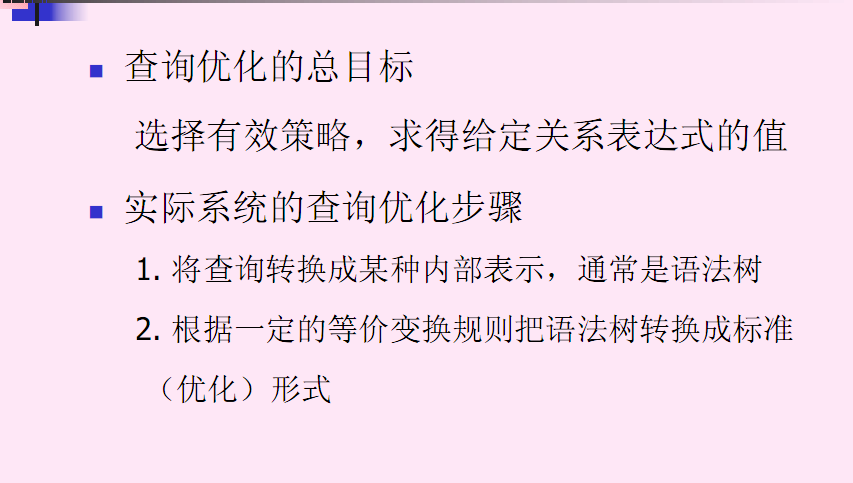 查询优化的总目标
选择有效策略，求得给定关系表达式的值
实际系统的查询优化步骤
1. 将查询转换成某种内部表示，通常是语法树
2. 根据一定的等价变换规则把语法树转换成标准
（优化）形式